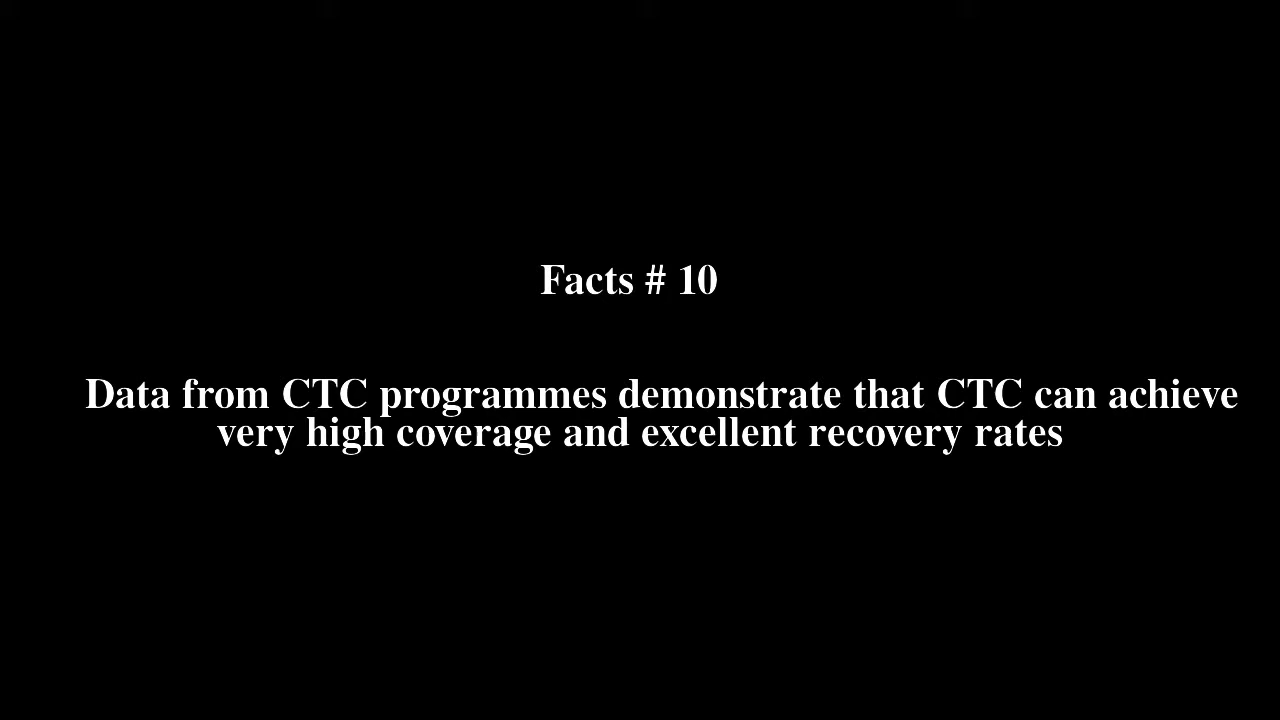 Facts # 10
Data from CTC programmes demonstrate that CTC can achieve
very high coverage and excellent recovery rates